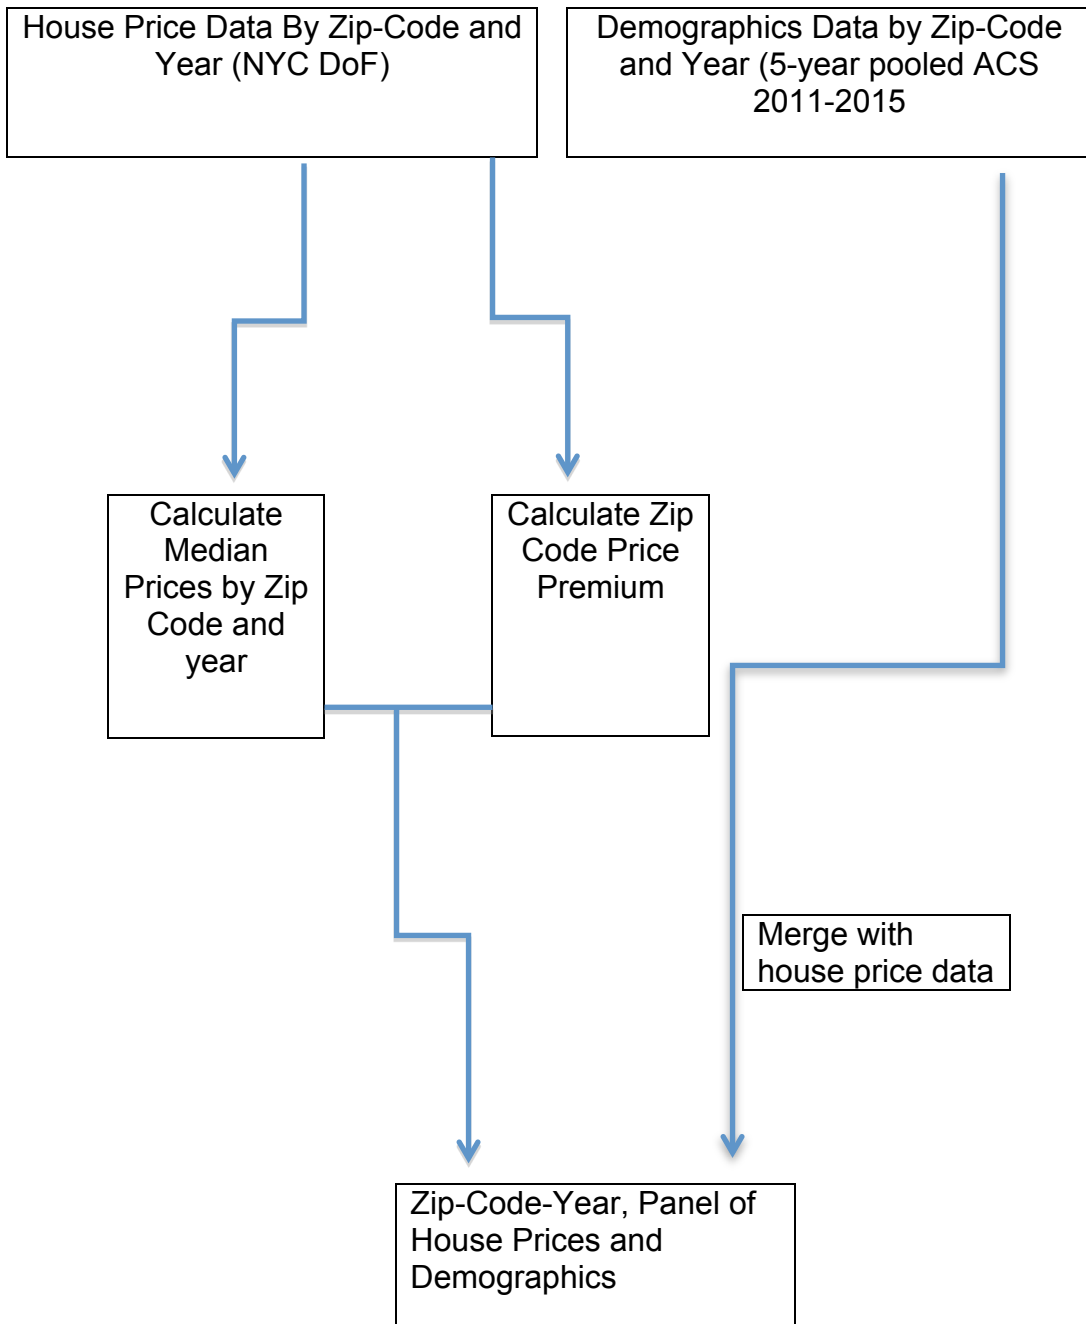 House Price Data By Zip-Code and
Year (NYC DoF)
Demographics Data by Zip-Code
and Year (5-year pooled ACS
2011-2015
Calculate
Median
Prices by Zip
Code and
year
Calculate Zip
Code Price
Premium
Merge with
house price data
Zip-Code-Year, Panel of
House Prices and
Demographics